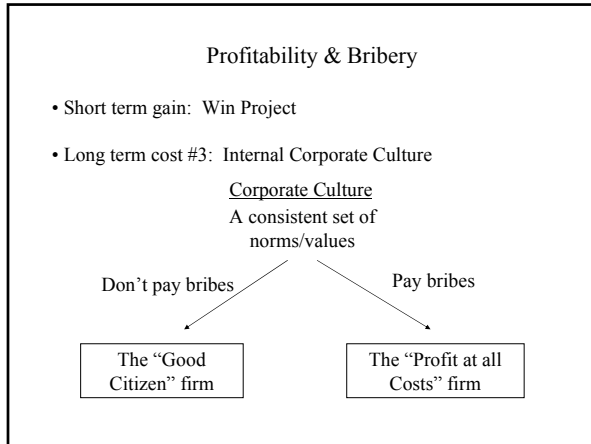 Profitability & Bribery
• Short term gain: Win Project
• Long term cost #3: Internal Corporate Culture
Corporate Culture
A consistent set of
norms/values
Don’t pay bribes
Pay bribes
The “Good
Citizen” firm
The “Profit at all
Costs” firm